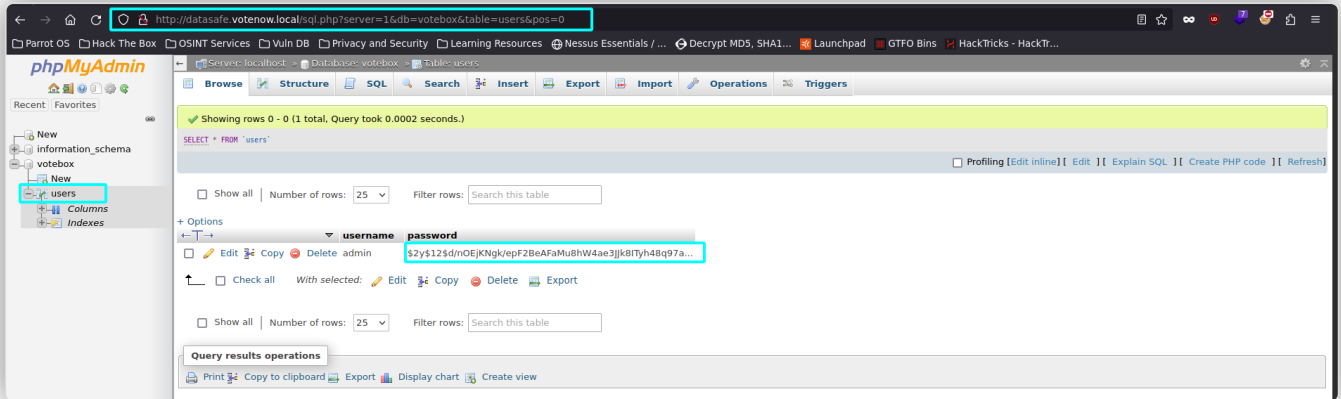 http://datasafe.votenow.local/sql.php?server=1&db=votebox&table=users&pos=0
7
Parrot OS Hack The Box OSINT Services Vuln DB Privacy and Security Learning Resources Nessus Essentials / ... Decrypt MD5, SHA1... Launchpad GTFO Bins HackTricks - HackTr...
phpMyAdmin
Recent Favorites
New
information_schema
votebox
New
users
Columns
Indexes
Server: localhost » Database: votebox » Table: users
Browse Structure SQL Search Insert Export Import Operations Triggers
Showing rows 0 - 0 (1 total, Query took 0.0002 seconds.)
SELECT * FROM `users`
Profiling [Edit inline] [ Edit ] [ Explain SQL ] [ Create PHP code ] [ Refresh]
Show all | Number of rows: 25 Filter rows: Search this table
+ Options
←T→ username password
Edit Copy Delete admin $2y$12$d/nOEjKNgk/epF2BeAFaMu8hW4ae3JJk8ITyh48q97a...
Check all With selected: Edit Copy Delete Export
Show all | Number of rows: 25 Filter rows: Search this table
Query results operations
Print Copy to clipboard Export Display chart Create view